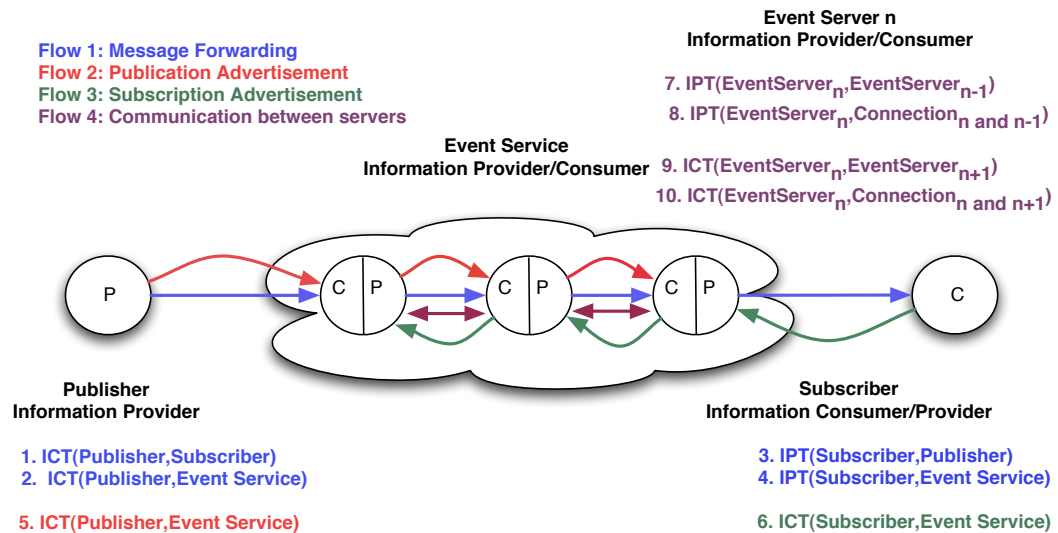 Event Server n
Information Provider/Consumer
Flow 1: Message Forwarding
Flow 2: Publication Advertisement
Flow 3: Subscription Advertisement
Flow 4: Communication between servers
7. IPT(EventServern,EventServern-1)
8. IPT(EventServern,Connectionn and n-1)
Event Service
Information Provider/Consumer
9. ICT(EventServern,EventServern+1)
10. ICT(EventServern,Connectionn and n+1)
P
C P
C P
C P
C
Publisher
Information Provider
Subscriber
Information Consumer/Provider
1. ICT(Publisher,Subscriber)
2. ICT(Publisher,Event Service)
3. IPT(Subscriber,Publisher)
4. IPT(Subscriber,Event Service)
5. ICT(Publisher,Event Service)
6. ICT(Subscriber,Event Service)